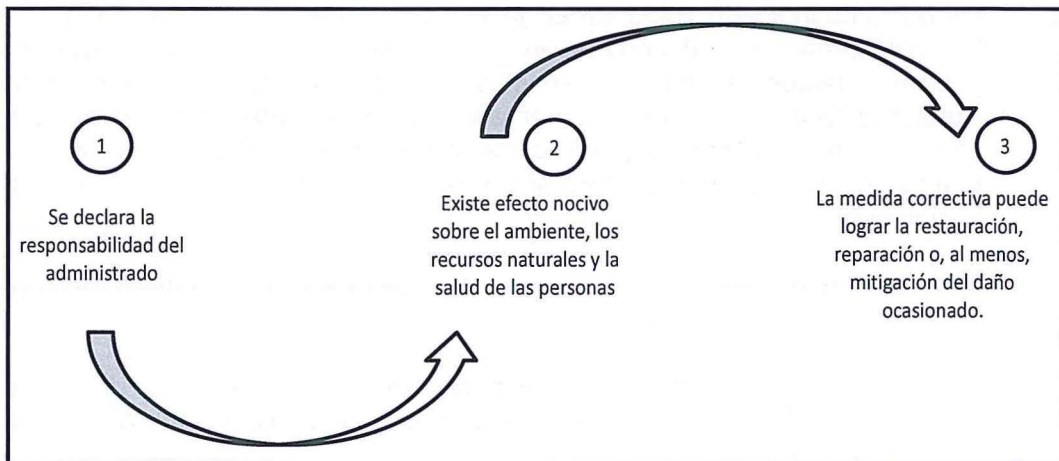 1
Se declara la
responsabilidad del
administrado
2
Existe efecto nocivo
sobre el ambiente, los
recursos naturales y la
salud de las personas
3
La medida correctiva puede
lograr la restauración,
reparación o, al menos,
mitigación del daño
ocasionado.